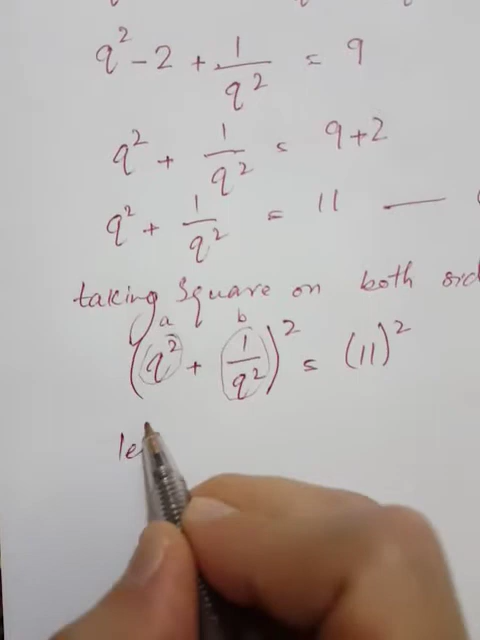 q² - 2 + 1/q² = 9
q² + 1/q² = 9+2
q² + 1/q² = 11 —
taking Square on both
a b
(q² + 1/q²)² = (11)²
le